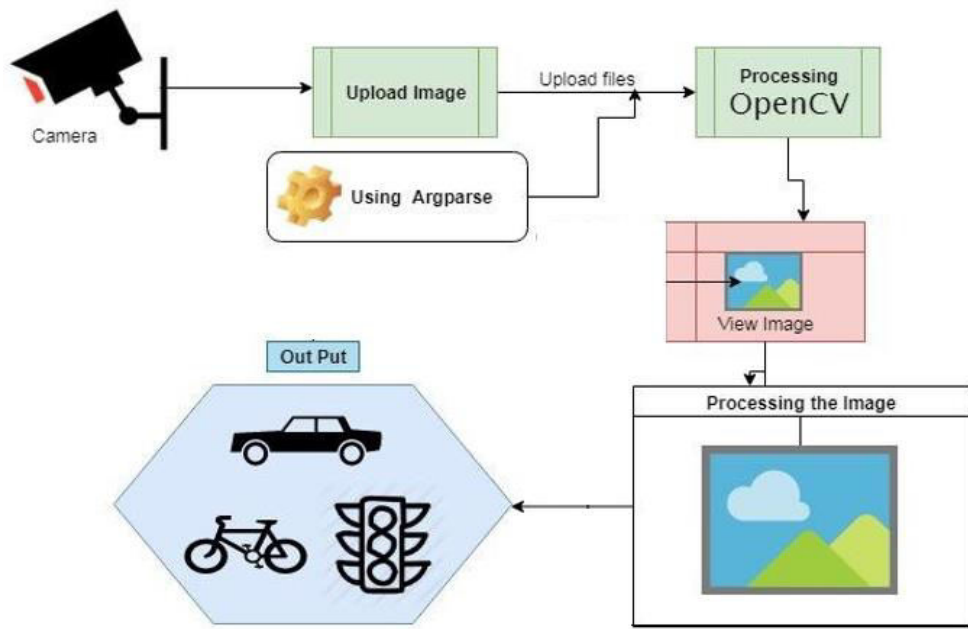 Camera
Upload Image
Upload files
Processing
OpenCV
Using Argparse
View Image
Out Put
Processing the Image